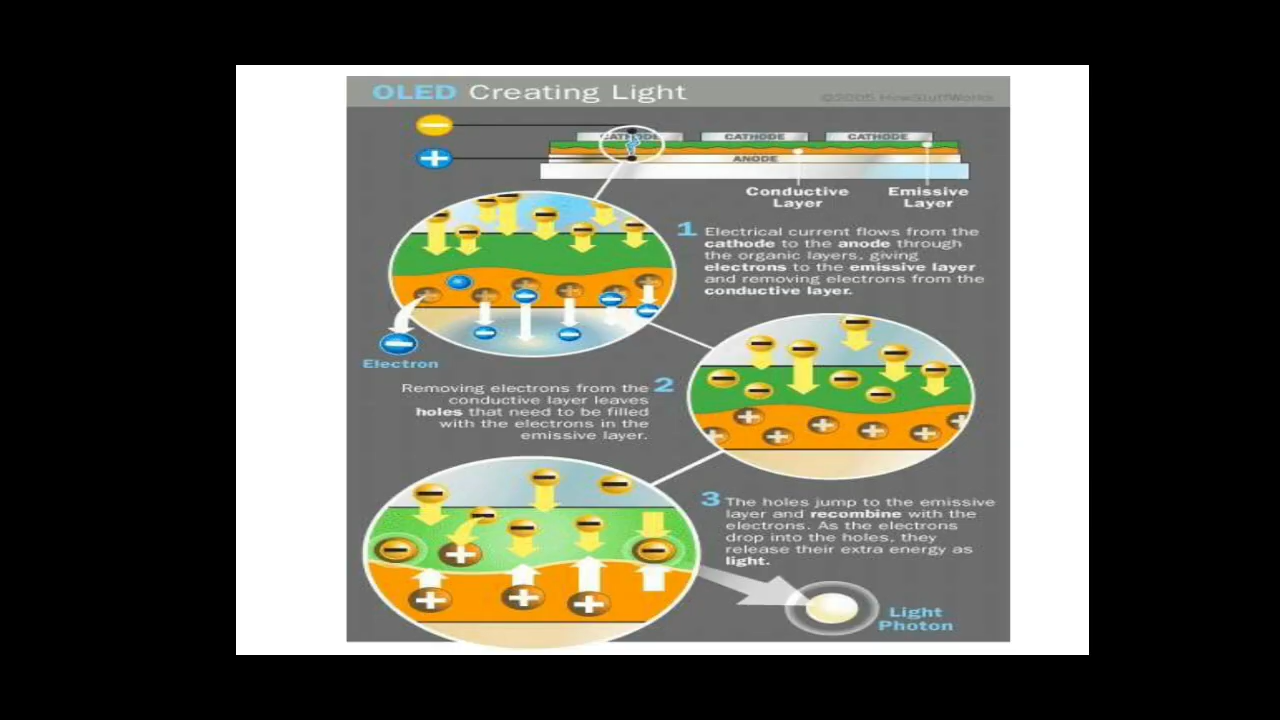 OLED Creating Light
©2005 HowStuffWorks
CATHODE CATHODE CATHODE
ANODE
Conductive Layer
Emissive Layer
1 Electrical current flows from the
cathode to the anode through
the organic layers, giving
electrons to the emissive layer
and removing electrons from the
conductive layer.
Electron
Removing electrons from the 2
conductive layer leaves
holes that need to be filled
with the electrons in the
emissive layer.
3 The holes jump to the emissive
layer and recombine with the
electrons. As the electrons
drop into the holes, they
release their extra energy as
light.
Light
Photon